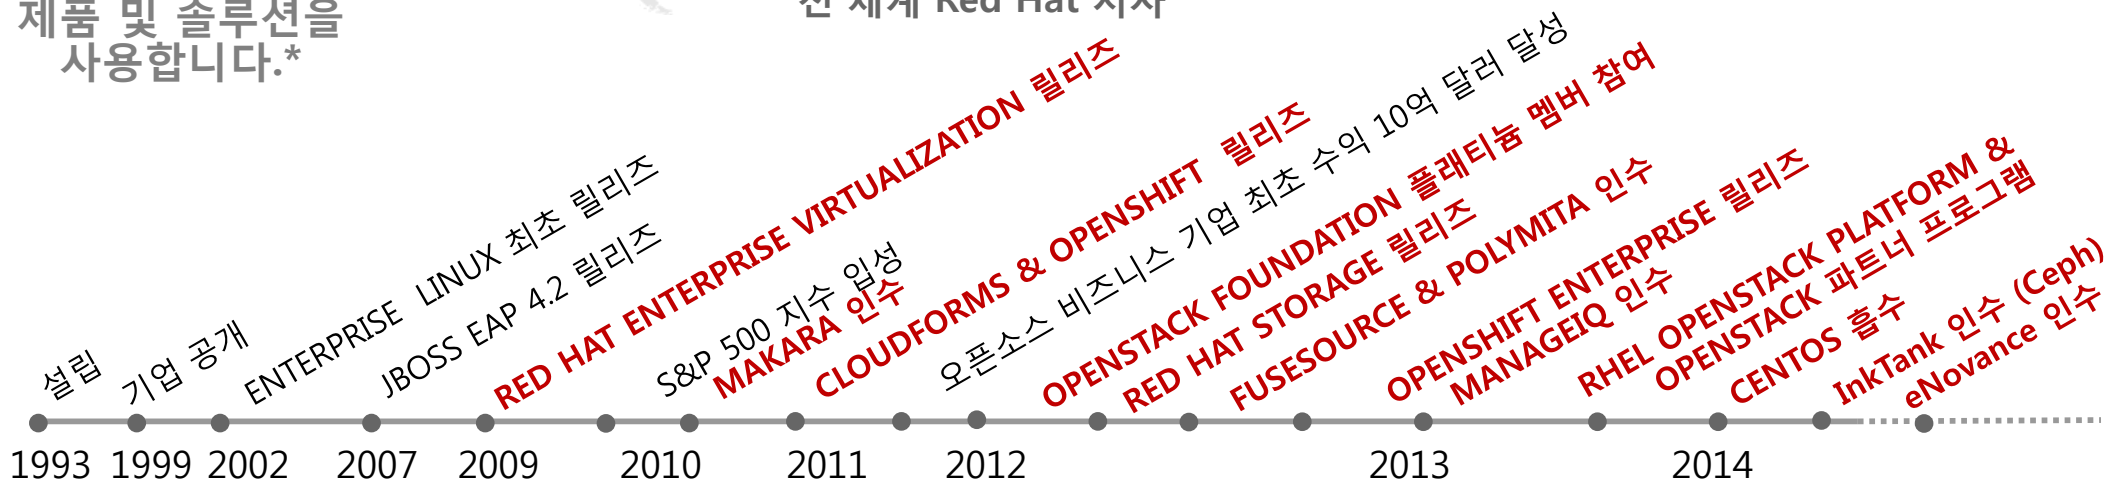 제품 및 솔루션을
사용합니다.*
전 세계 Red Hat 지사
설립
기업 공개
ENTERPRISE LINUX 최초 릴리즈
JBOSS EAP 4.2 릴리즈
RED HAT ENTERPRISE VIRTUALIZATION 릴리즈
S&P 500 지수 입성
MAKARA 인수
CLOUDFORMS & OPENSHIFT 릴리즈
오픈소스 비즈니스 기업 최초 수익 10억 달러 달성
OPENSTACK FOUNDATION 플래티늄 멤버 참여
RED HAT STORAGE 릴리즈
FUSESOURCE & POLYMITA 인수
OPENSHIFT ENTERPRISE 릴리즈
MANAGEIQ 인수
RHEL OPENSTACK PLATFORM &
OPENSTACK 파트너 프로그램
CENTOS 흡수
InkTank 인수 (Ceph)
eNovance 인수
1993 1999 2002 2007 2009 2010 2011 2012 2013 2014